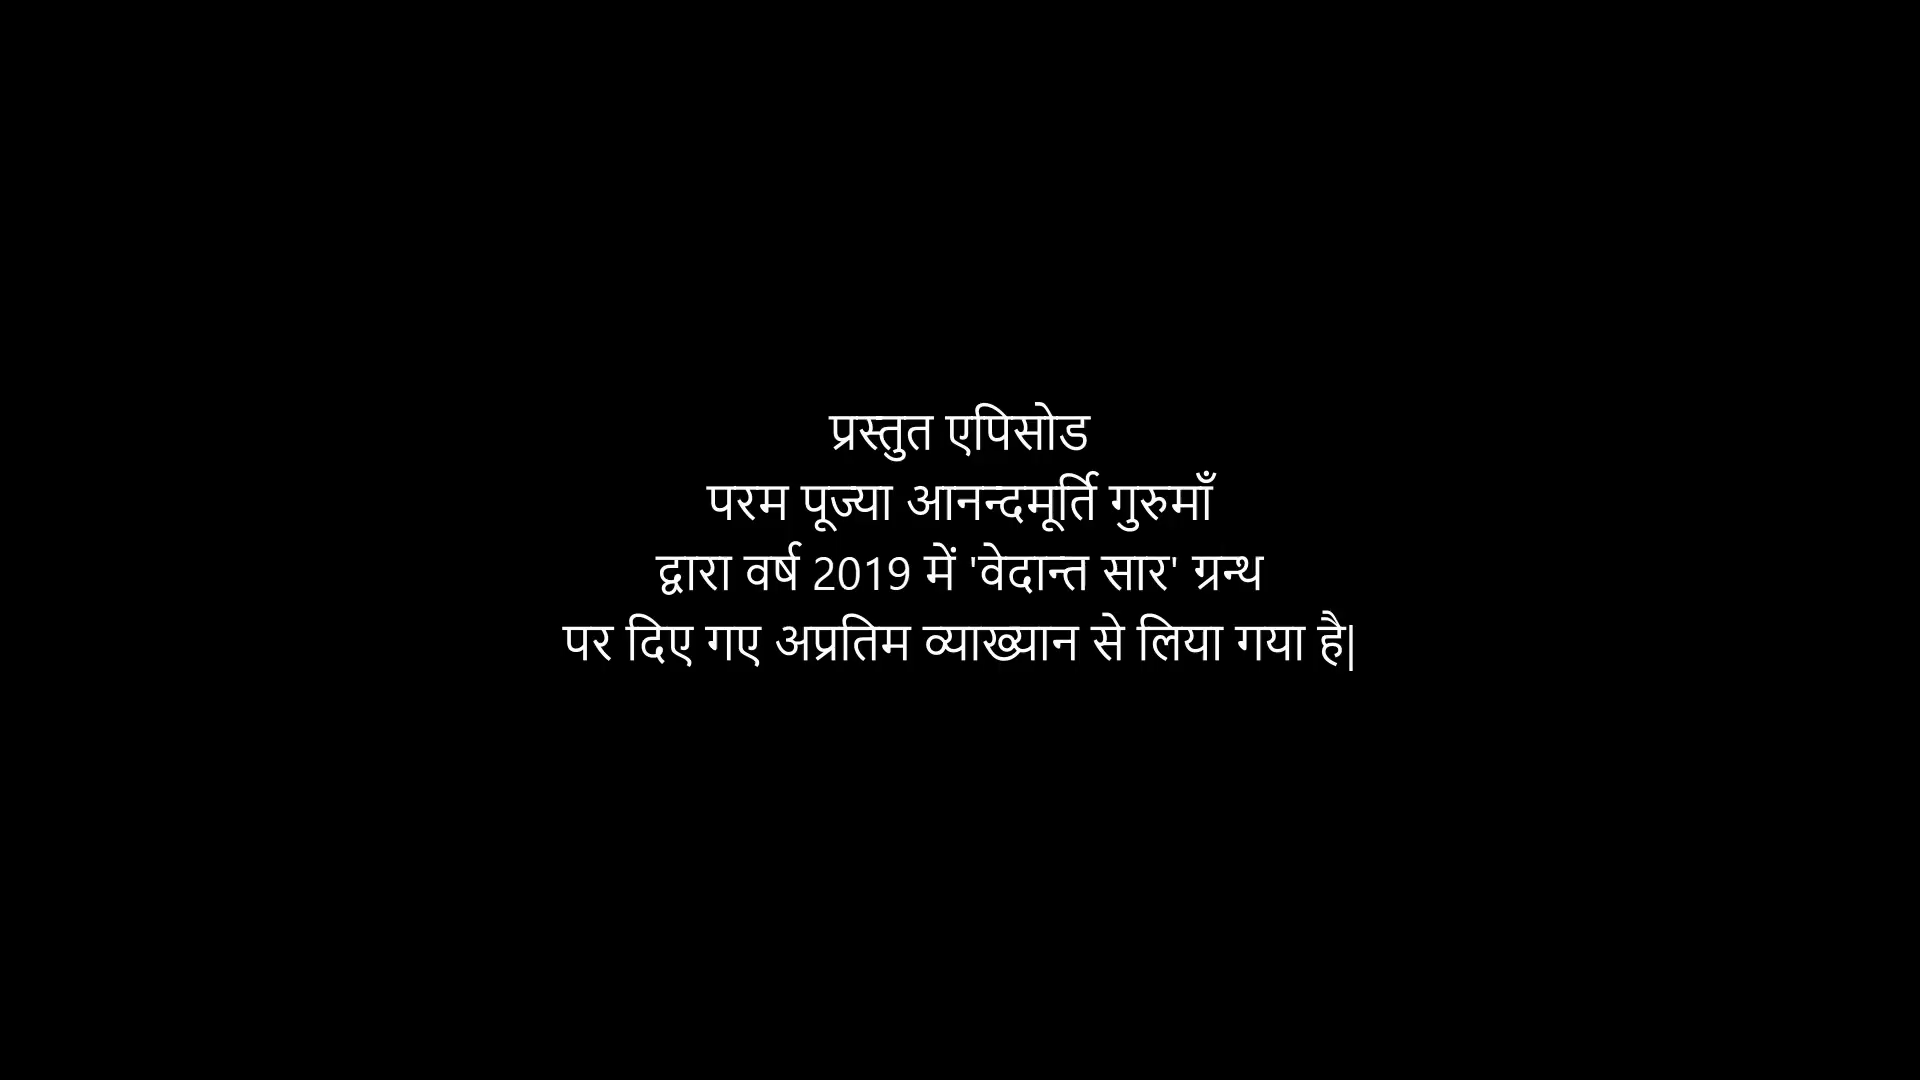 प्रस्तुत एपिसोड
परम पूज्या आनन्दमूर्ति गुरुमाँ
द्वारा वर्ष 2019 में 'वेदान्त सार' ग्रन्थ
पर दिए गए अप्रतिम व्याख्यान से लिया गया है|